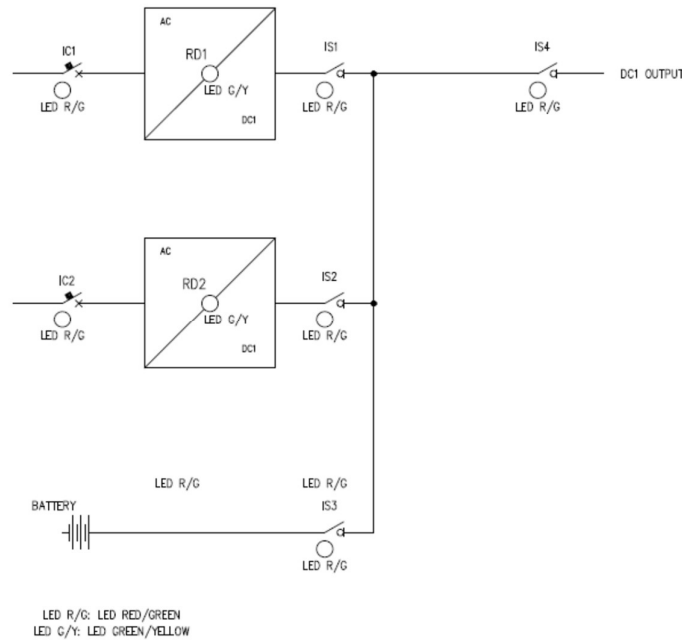 AC
IC1
RD1
IS1
IS4
LED G/Y
DC1 OUTPUT
LED R/G
LED R/G
LED R/G
DC1
AC
IC2
RD2
IS2
LED G/Y
LED R/G
LED R/G
DC1
LED R/G
LED R/G
BATTERY
IS3
LED R/G
LED R/G: LED RED/GREEN
LED G/Y: LED GREEN/YELLOW